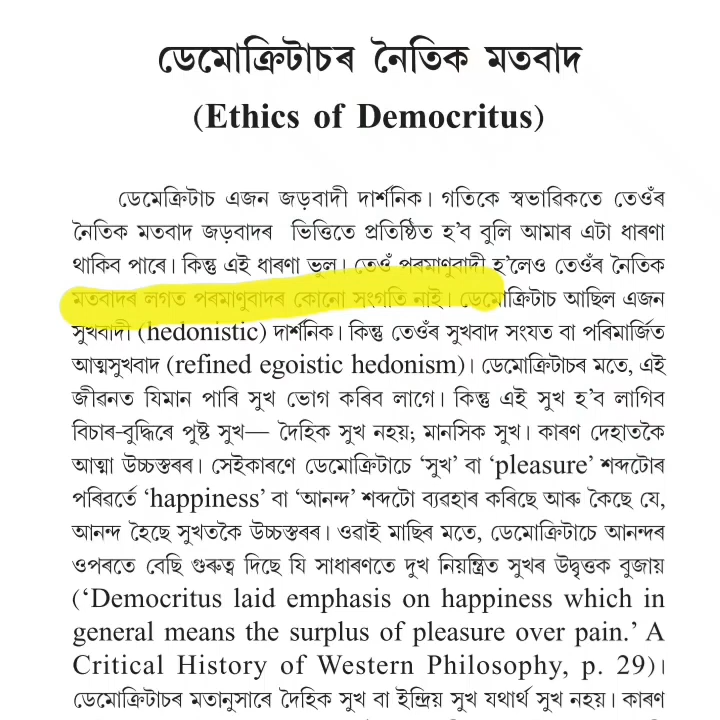 ডেমোক্ৰিটাচৰ নৈতিক মতবাদ
(Ethics of Democritus)
ডেমেক্ৰিটাচ এজন জড়বাদী দাৰ্শনিক। গতিকে স্বভাৱিকতে তেওঁৰ
নৈতিক মতবাদ জড়বাদৰ ভিত্তিতে প্ৰতিষ্ঠিত হ’ব বুলি আমাৰ এটা ধাৰণা
থাকিব পাৰে। কিন্তু এই ধাৰণা ভুল। তেওঁ পৰমাণুবাদী হ’লেও তেওঁৰ নৈতিক
মতবাদৰ লগত পৰমাণুবাদৰ কোনো সংগতি নাই। ডেমোক্ৰিটাচ আছিল এজন
সুখবাদী (hedonistic) দাৰ্শনিক। কিন্তু তেওঁৰ সুখবাদ সংযত বা পৰিমাৰ্জিত
আত্মসুখবাদ (refined egoistic hedonism)। ডেমোক্ৰিটাচৰ মতে, এই
জীৱনত যিমান পাৰি সুখ ভোগ কৰিব লাগে। কিন্তু এই সুখ হ’ব লাগিব
বিচাৰ-বুদ্ধিৰে পুষ্ট সুখ— দৈহিক সুখ নহয়; মানসিক সুখ। কাৰণ দেহাতকৈ
আত্মা উচ্চস্তৰৰ। সেইকাৰণে ডেমোক্ৰিটাচে ‘সুখ’ বা ‘pleasure’ শব্দটোৰ
পৰিৱৰ্তে ‘happiness’ বা ‘আনন্দ’ শব্দটো ব্যৱহাৰ কৰিছে আৰু কৈছে যে,
আনন্দ হৈছে সুখতকৈ উচ্চস্তৰৰ। ওৱাই মাছিৰ মতে, ডেমোক্ৰিটাচে আনন্দৰ
ওপৰতে বেছি গুৰুত্ব দিছে যি সাধাৰণতে দুখ নিয়ন্ত্ৰিত সুখৰ উদ্বৃত্তক বুজায়
(‘Democritus laid emphasis on happiness which in
general means the surplus of pleasure over pain.’ A
Critical History of Western Philosophy, p. 29)।
ডেমোক্ৰিটাচৰ মতানুসাৰে দৈহিক সুখ বা ইন্দ্ৰিয় সুখ যথাৰ্থ সুখ নহয়। কাৰণ